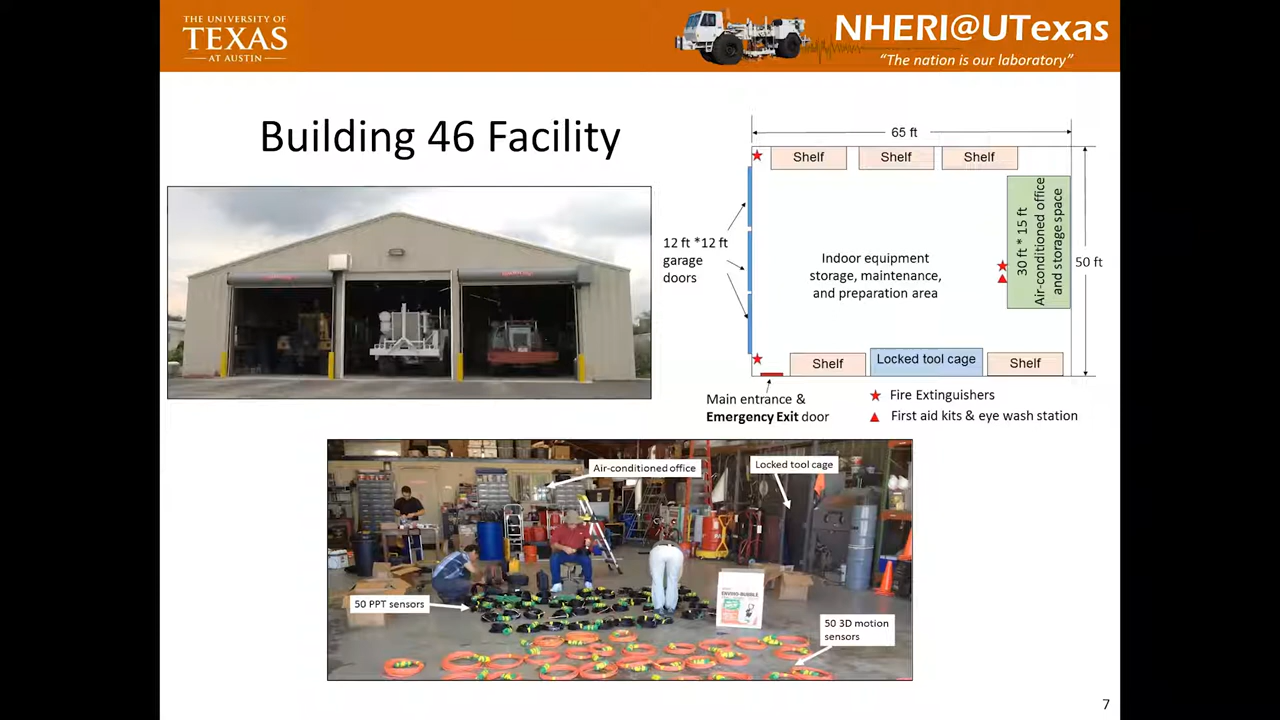 THE UNIVERSITY OF
TEXAS
AT AUSTIN
NHERI@UTexas
“The nation is our laboratory”
Building 46 Facility
65 ft
Shelf
Shelf
Shelf
12 ft *12 ft
garage
doors
Indoor equipment
storage, maintenance,
and preparation area
30 ft * 15 ft
Air-conditioned office
and storage space
50 ft
Shelf
Locked tool cage
Shelf
Main entrance &
Emergency Exit door
Fire Extinguishers
First aid kits & eye wash station
Air-conditioned office
Locked tool cage
50 PPT sensors
ENVIRO-BUBBLE
50 3D motion
sensors
7